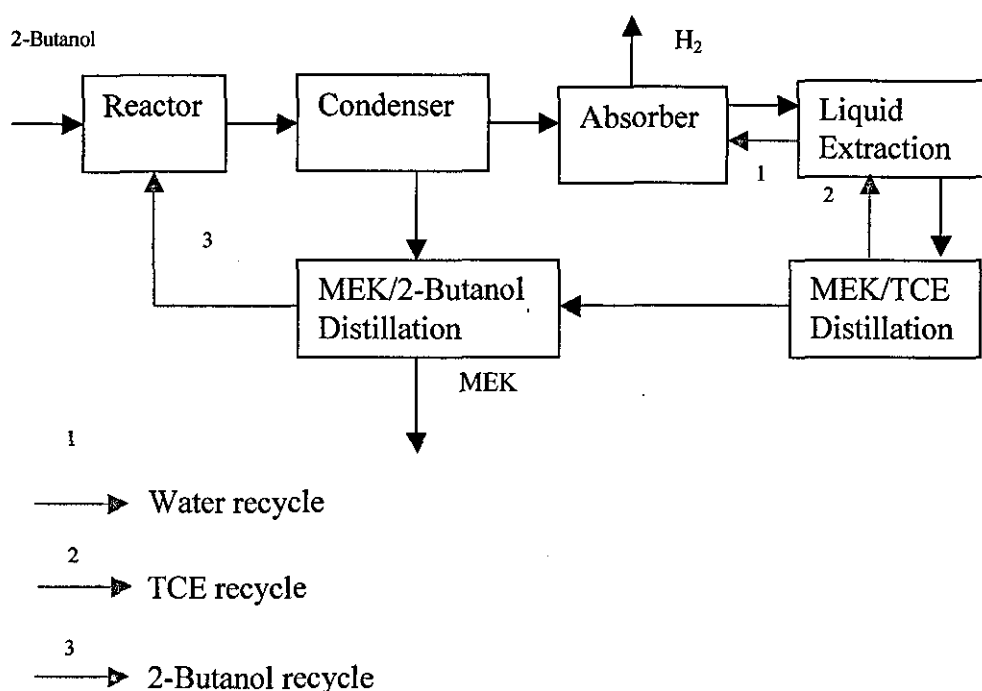 2-Butanol
H₂
Reactor
Condenser
Absorber
Liquid
Extraction
1
2
3
MEK/2-Butanol
Distillation
MEK/TCE
Distillation
MEK
1
Water recycle
2
TCE recycle
3
2-Butanol recycle